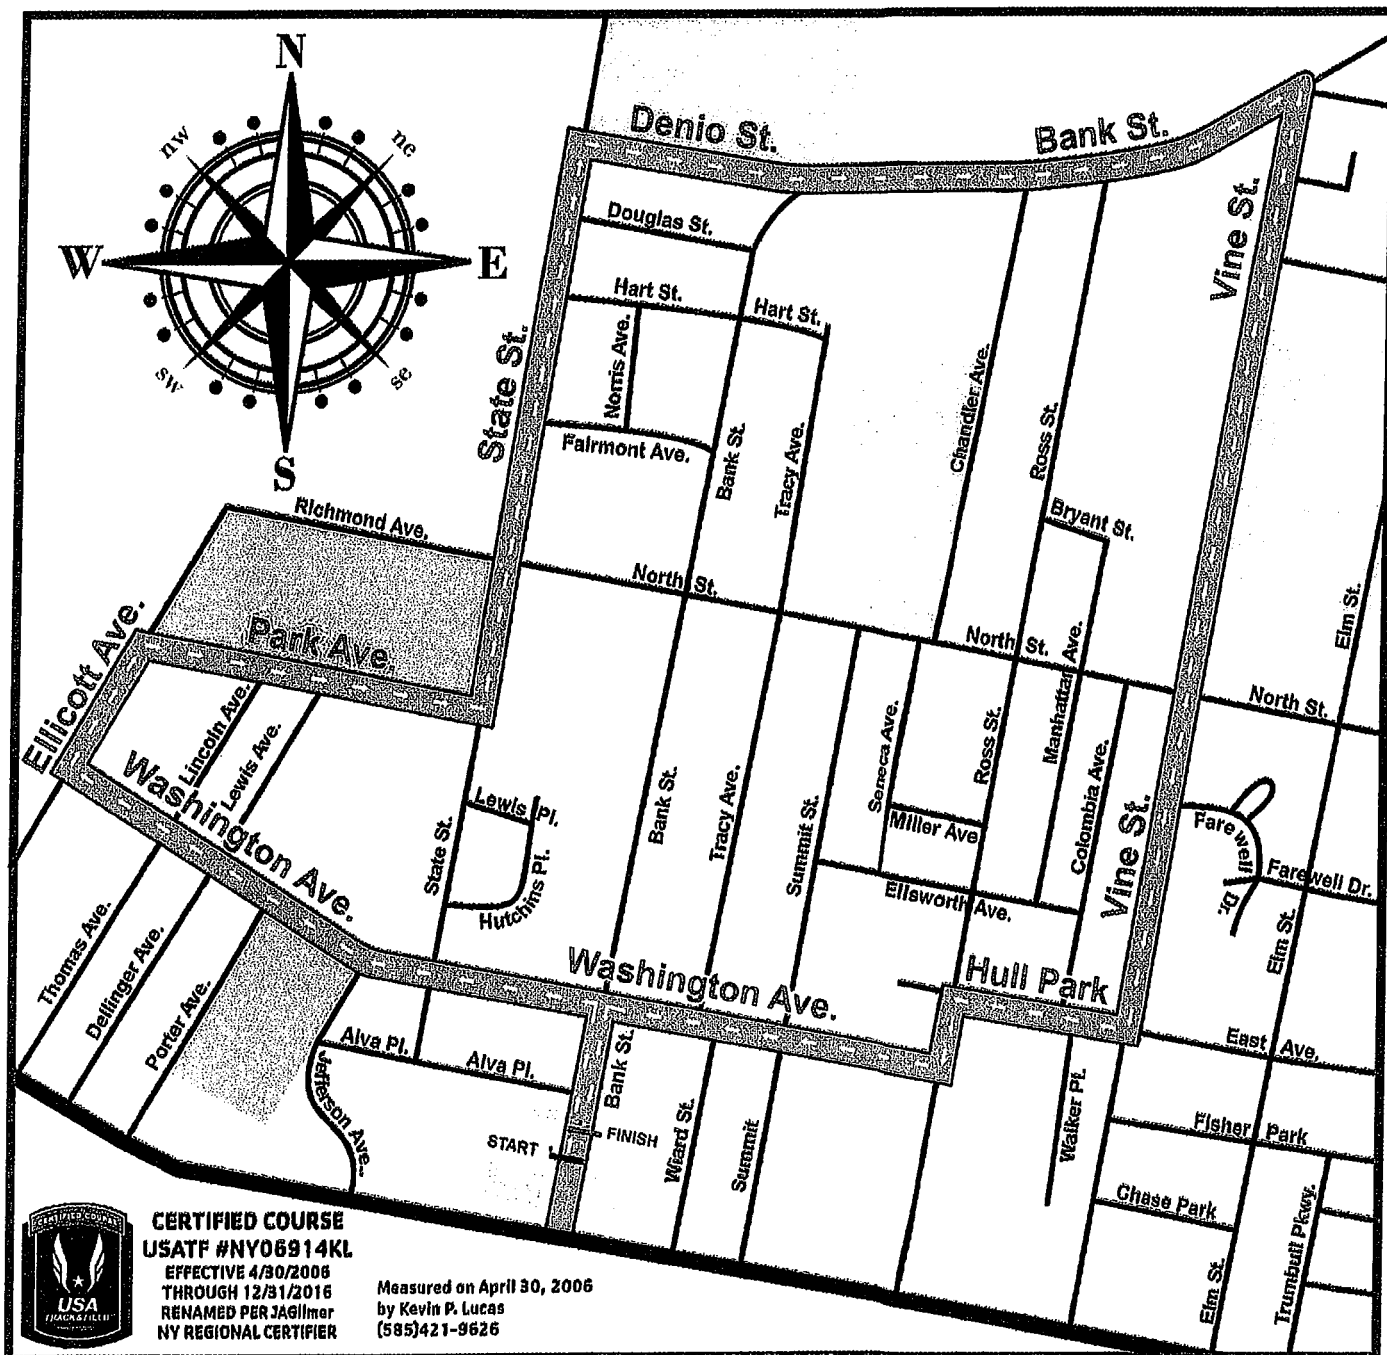 N
nw
ne
W
E
sw
se
S
Denio St.
Bank St.
Vine St.
Douglas St.
Hart St.
Hart St.
Norris Ave.
State St.
Fairmont Ave.
Bank St.
Tracy Ave.
Chandler Ave.
Ross St.
Bryant St.
Richmond Ave.
North St.
North St.
North St.
Elm St.
Park Ave.
Ellicott Ave.
Lincoln Ave.
Lewis Ave.
Washington Ave.
Lewis Pl.
State St.
Hutchins Pl.
Bank St.
Tracy Ave.
Summit St.
Seneca Ave.
Ross St.
Manhattan Ave.
Colombia Ave.
Miller Ave
Ellsworth Ave.
Vine St.
Farewell Dr.
Farewell Dr.
Elm St.
Thomas Ave.
Dellinger Ave.
Porter Ave.
Washington Ave.
Hull Park
Alva Pl.
Alva Pl.
Jefferson Ave.
Bank St.
Wiard St.
Summit
Walker Pl.
East Ave.
Fisher Park
Chase Park
Elm St.
Trumbull Pkwy.
START
FINISH
CERTIFIED COURSE
USA
TRACK & FIELD
CERTIFIED COURSE
USATF #NY06914KL
EFFECTIVE 4/30/2006
THROUGH 12/31/2016
RENAMED PER JAGilmer
NY REGIONAL CERTIFIER
Measured on April 30, 2006
by Kevin P. Lucas
(585)421-9626